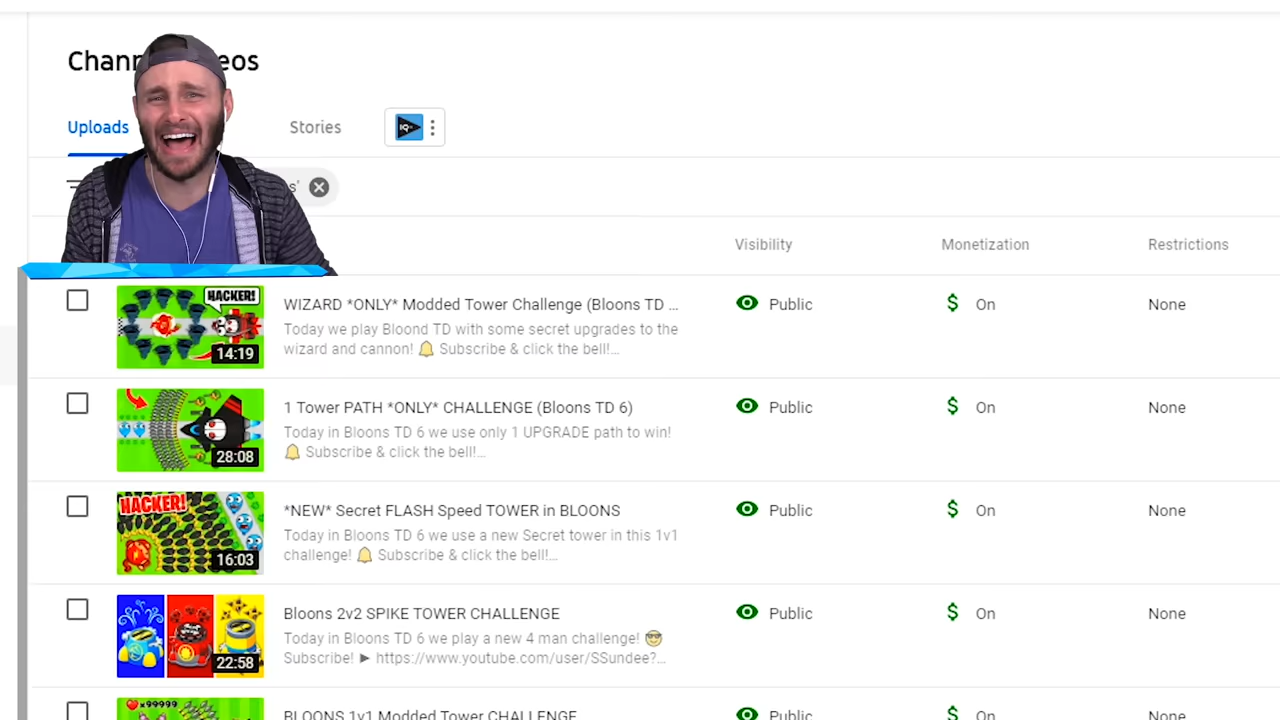 Chann eos
Uploads Stories IQ
s'
Visibility Monetization Restrictions
HACKER!
14:19
WIZARD *ONLY* Modded Tower Challenge (Bloons TD ...
Today we play Bloond TD with some secret upgrades to the
wizard and cannon! 🔔 Subscribe & click the bell!...
Public On None
28:08
1 Tower PATH *ONLY* CHALLENGE (Bloons TD 6)
Today in Bloons TD 6 we use only 1 UPGRADE path to win!
🔔 Subscribe & click the bell!...
Public On None
HACKER!
16:03
*NEW* Secret FLASH Speed TOWER in BLOONS
Today in Bloons TD 6 we use a new Secret tower in this 1v1
challenge! 🔔 Subscribe & click the bell!...
Public On None
22:58
Bloons 2v2 SPIKE TOWER CHALLENGE
Today in Bloons TD 6 we play a new 4 man challenge! 😎
Subscribe! ► https://www.youtube.com/user/SSundee?...
Public On None
x99999
BLOONS 1v1 Modded Tower CHALLENGE
Public On None